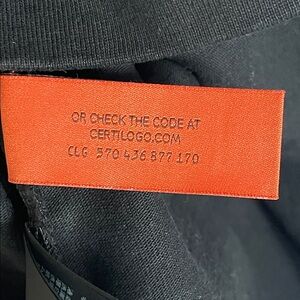 OR CHECK THE CODE AT
CERTILOGO.COM
CLG 570 436 877 170